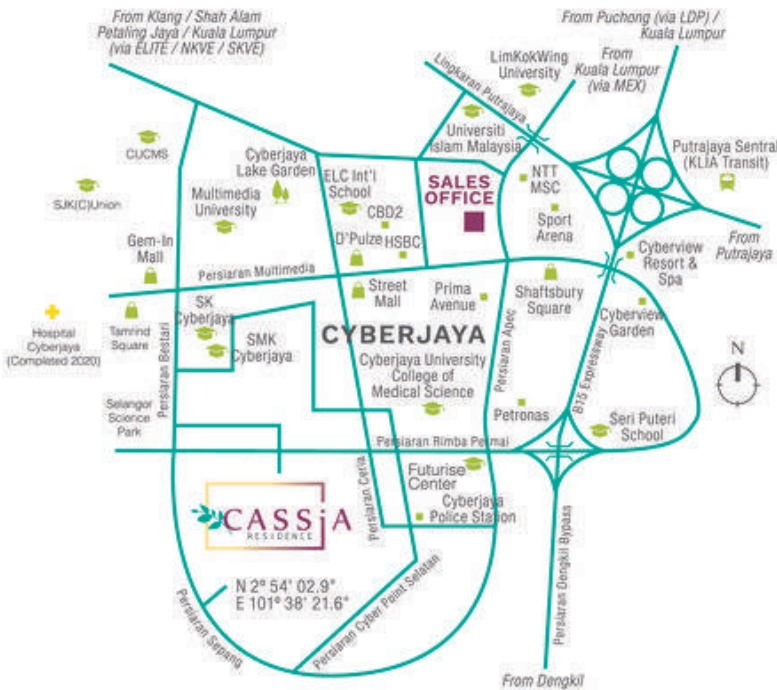 From Klang / Shah Alam
Petaling Jaya / Kuala Lumpur
(via ELITE / NKVE / SKVE)
From Puchong (via LDP) /
Kuala Lumpur
LimKokWing
University
From
Kuala Lumpur
(via MEX)
Lingkaran Putrajaya
CUCMS
Cyberjaya
Lake Garden
Universiti
Islam Malaysia
Putrajaya Sentral
(KLIA Transit)
SJK(C)Union
Multimedia
University
ELC Int'l
School
CBD2
SALES
OFFICE
NTT
MSC
Sport
Arena
Gem-In
Mall
D'Pulze
HSBC
From
Putrajaya
Persiaran Multimedia
Cyberview
Resort &
Spa
Street
Mall
Prima
Avenue
Shaftsbury
Square
Cyberview
Garden
Hospital
Cyberjaya
(Completed 2020)
Tamrind
Square
SK
Cyberjaya
SMK
Cyberjaya
CYBERJAYA
Cyberjaya University
College of
Medical Science
Persiaran Bestari
Persiaran Apec
B15 Expressway
N
Selangor
Science
Park
Petronas
Seri Puteri
School
Persiaran Rimba Permai
Persiaran Ceria
Futurise
Center
Cyberjaya
Police Station
CASSiA
RESIDENCE
N 2º 54' 02.9"
E 101º 38' 21.6"
Persiaran Sepang
Persiaran Cyber Point Selatan
Persiaran Dengkil Bypass
From Dengkil